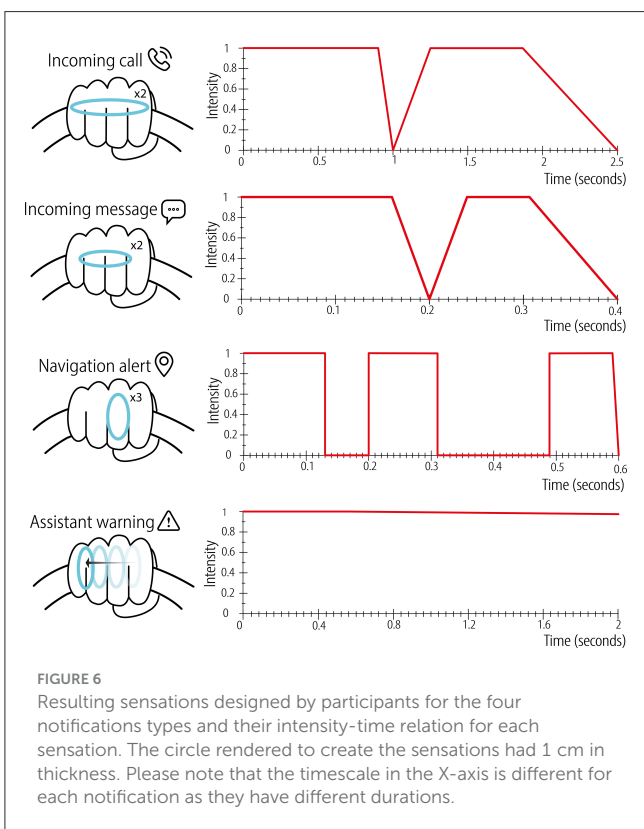 Incoming call
x2
Intensity
1
0.8
0.6
0.4
0.2
0
0 0.5 1 1.5 2 2.5
Time (seconds)
Incoming message
x2
Intensity
1
0.8
0.6
0.4
0.2
0
0 0.1 0.2 0.3 0.4
Time (seconds)
Navigation alert
x3
Intensity
1
0.8
0.6
0.4
0.2
0
0 0.1 0.2 0.3 0.4 0.5 0.6
Time (seconds)
Assistant warning
Intensity
1
0.8
0.6
0.4
0.2
0
0 0.4 0.8 1.2 1.6 2
Time (seconds)
FIGURE 6
Resulting sensations designed by participants for the four
notifications types and their intensity-time relation for each
sensation. The circle rendered to create the sensations had 1 cm in
thickness. Please note that the timescale in the X-axis is different for
each notification as they have different durations.